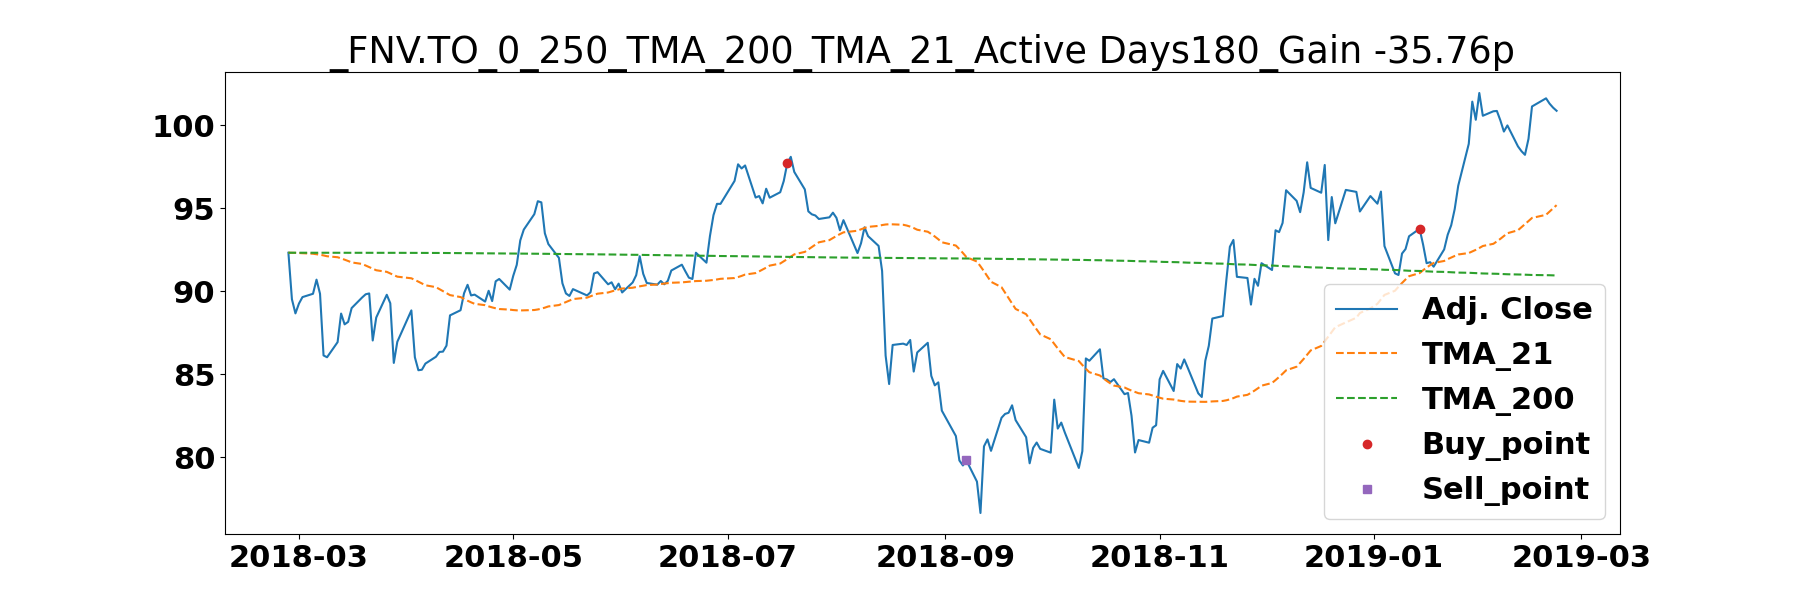 _FNV.TO_0_250_TMA_200_TMA_21_Active Days180_Gain -35.76p
100
95
90
85
80
Adj. Close
TMA_21
TMA_200
Buy_point
Sell_point
2018-03 2018-05 2018-07 2018-09 2018-11 2019-01 2019-03